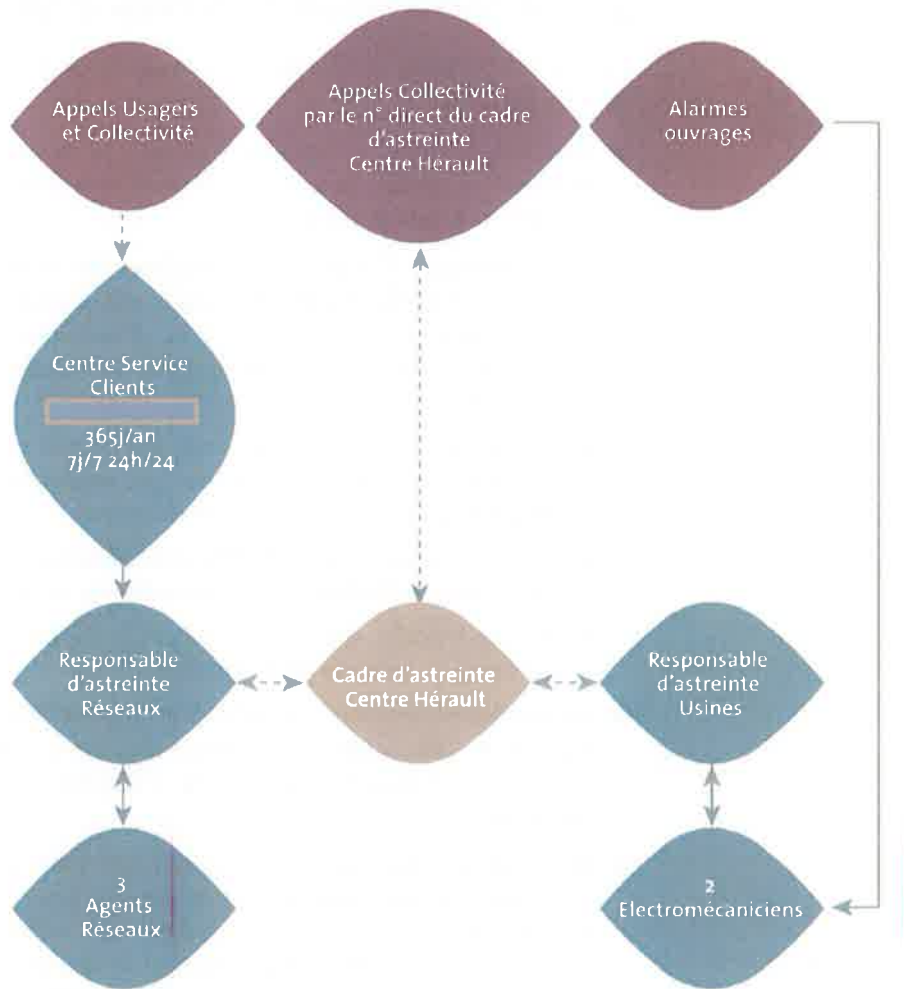 Appels Usagers
et Collectivité
Appels Collectivité
par le n° direct du cadre
d'astreinte
Centre Hérault
Alarmes
ouvrages
Centre Service
Clients
365j/an
7j/7 24h/24
Responsable
d'astreinte
Réseaux
Cadre d'astreinte
Centre Hérault
Responsable
d'astreinte
Usines
3
Agents
Réseaux
2
Electromécaniciens